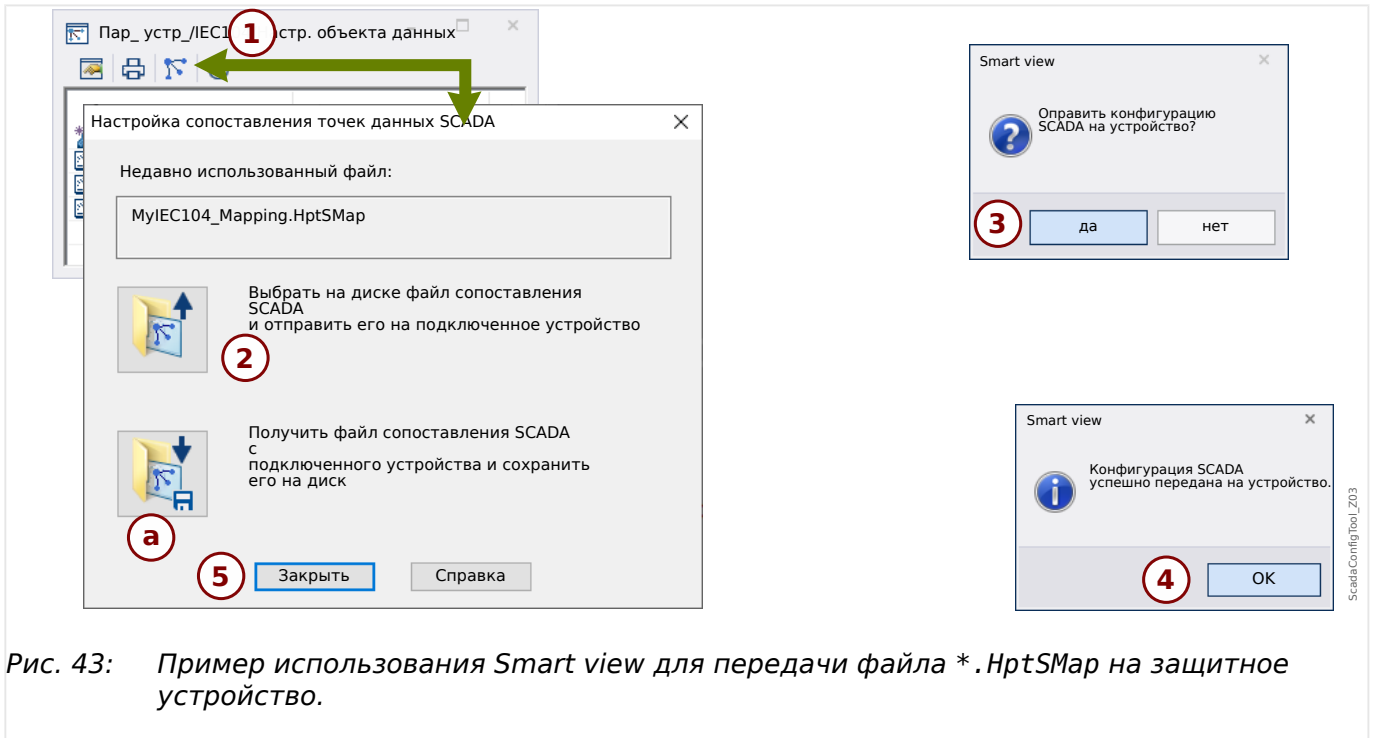 Пар_ устр_/IEC1
стр. объекта данных
1
Настройка сопоставления точек данных SCADA
Недавно использованный файл:
MyIEC104_Mapping.HptSMap
Выбрать на диске файл сопоставления
SCADA
и отправить его на подключенное устройство
2
Получить файл сопоставления SCADA
с
подключенного устройства и сохранить
его на диск
a
5
Закрыть
Справка
Smart view
Оправить конфигурацию
SCADA на устройство?
3
да
нет
Smart view
Конфигурация SCADA
успешно передана на устройство.
4
OK
ScadaConfigTool_Z03
Рис. 43: Пример использования Smart view для передачи файла *.HptSMap на защитное
устройство.